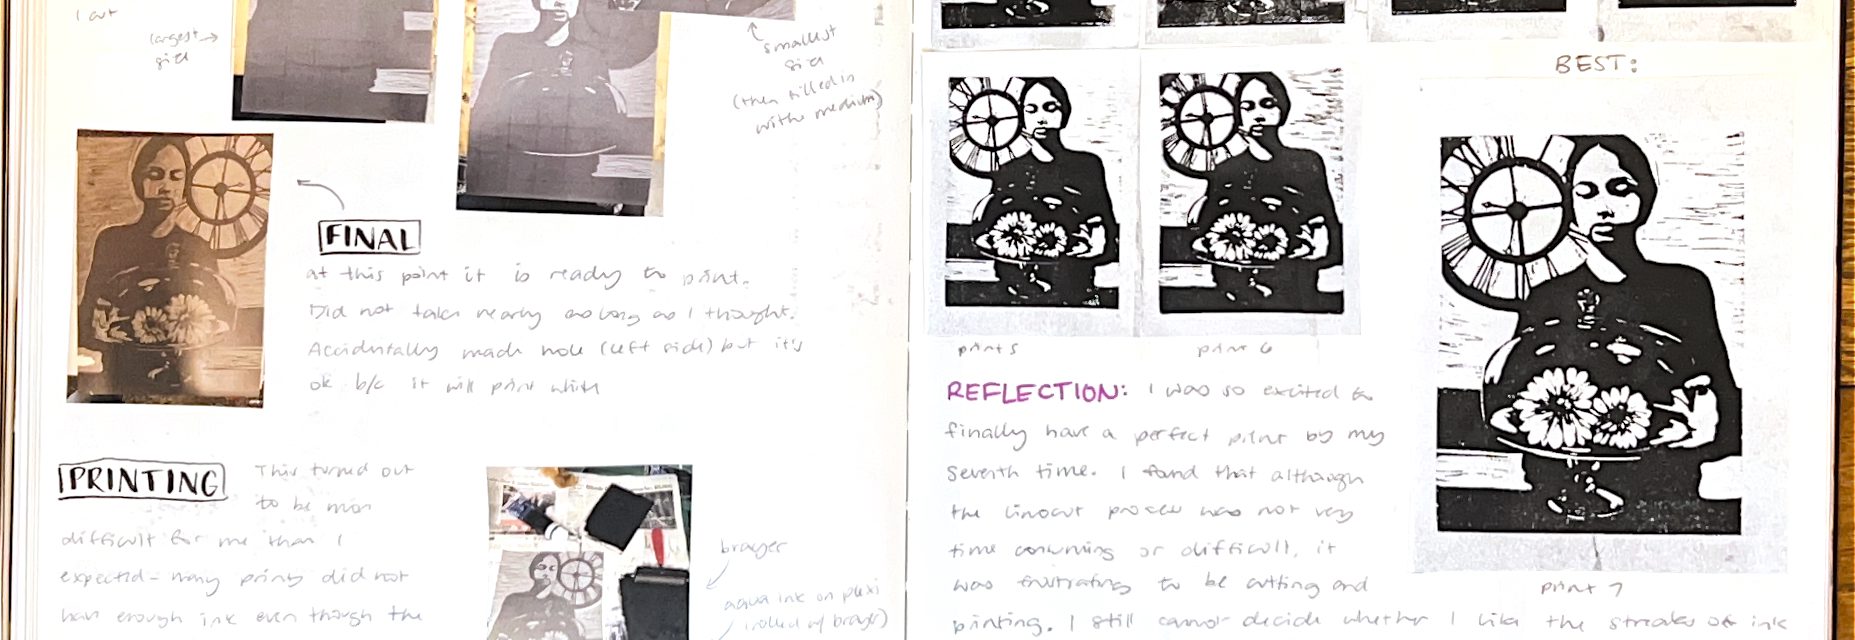 1 cut
largest
gird
smallest
gird
(then filled in
with medium)
FINAL
at this point it is ready to print.
Did not take nearly as long as I thought.
Accidentally made hole (left side) but it's
ok b/c it will print white
PRINTING
This turned out
to be more
difficult for me than I
expected - many prints did not
have enough ink even though the
brayer
aqua ink on plexi
(rolled w/ brayer)
BEST:
print 5
print 6
REFLECTION: I was so excited to
finally have a perfect print by my
seventh time. I found that although
the linocut process was not very
time consuming or difficult, it
was frustrating to be cutting and
printing. I still cannot decide whether I like the streaks of ink
print 7